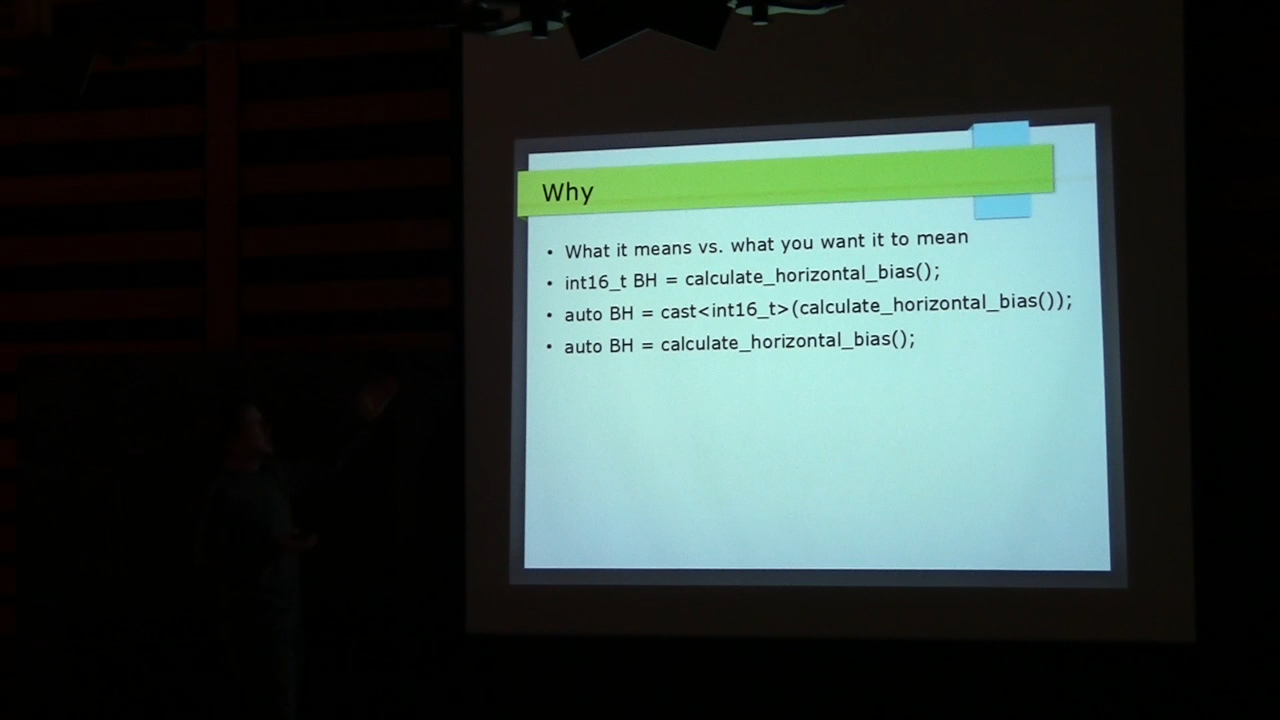 Why
• What it means vs. what you want it to mean
• int16_t BH = calculate_horizontal_bias();
• auto BH = cast<int16_t>(calculate_horizontal_bias());
• auto BH = calculate_horizontal_bias();